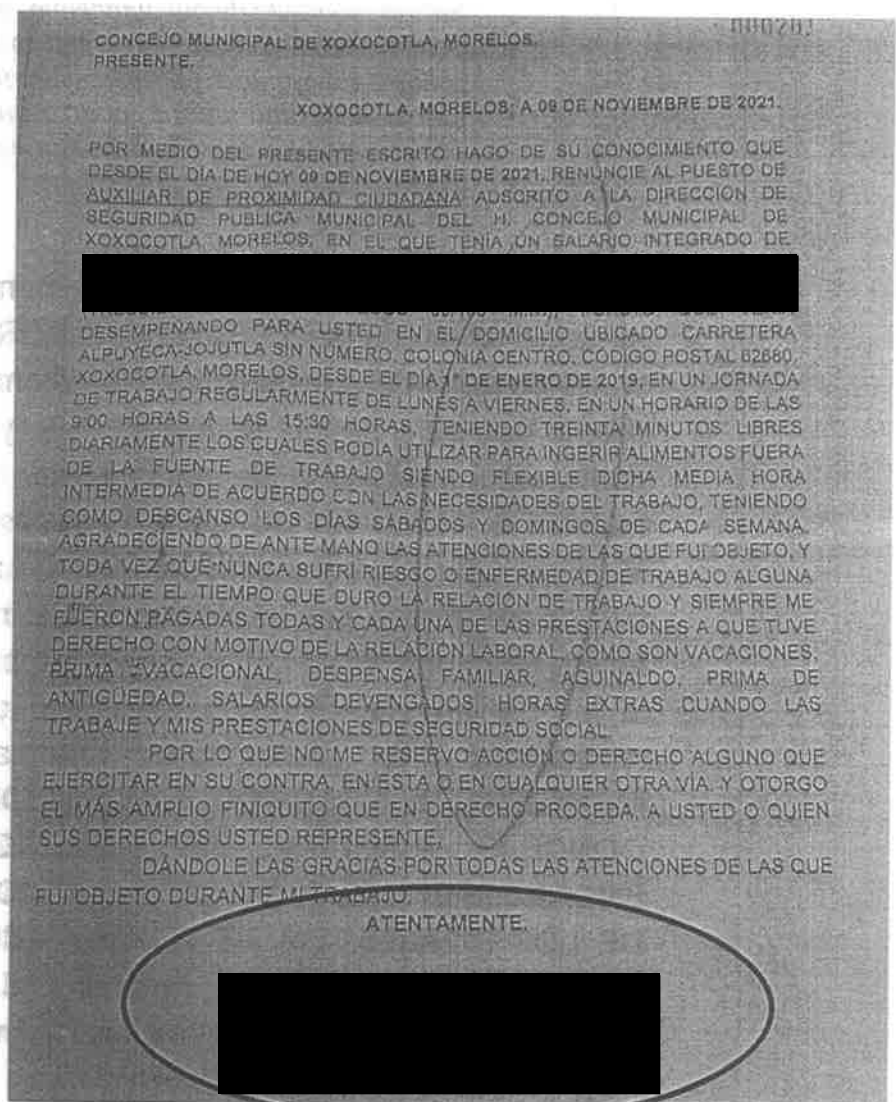 CONCEJO MUNICIPAL DE XOXOCOTLA, MORELOS.
PRESENTE.
XOXOCOTLA, MORELOS; A 09 DE NOVIEMBRE DE 2021.
POR MEDIO DEL PRESENTE ESCRITO HAGO DE SU CONOCIMIENTO QUE
DESDE EL DÍA DE HOY 09 DE NOVIEMBRE DE 2021, RENUNCIE AL PUESTO DE
AUXILIAR DE PROXIMIDAD CIUDADANA ADSCRITO A LA DIRECCION DE
SEGURIDAD PUBLICA MUNICIPAL DEL H. CONCEJO MUNICIPAL DE
XOXOCOTLA, MORELOS, EN EL QUE TENÍA UN SALARIO INTEGRADO DE
DESEMPEÑANDO PARA USTED EN EL DOMICILIO UBICADO CARRETERA
ALPUYECA-JOJUTLA SIN NÚMERO, COLONIA CENTRO, CÓDIGO POSTAL 62680,
XOXOCOTLA, MORELOS, DESDE EL DÍA 1° DE ENERO DE 2019, EN UN JORNADA
DE TRABAJO REGULARMENTE DE LUNES A VIERNES, EN UN HORARIO DE LAS
9:00 HORAS A LAS 15:30 HORAS, TENIENDO TREINTA MINUTOS LIBRES
DIARIAMENTE LOS CUALES PODÍA UTILIZAR PARA INGERIR ALIMENTOS FUERA
DE LA FUENTE DE TRABAJO SIENDO FLEXIBLE DICHA MEDIA HORA
INTERMEDIA DE ACUERDO CON LAS NECESIDADES DEL TRABAJO, TENIENDO
COMO DESCANSO LOS DÍAS SÁBADOS Y DOMINGOS DE CADA SEMANA.
AGRADECIENDO DE ANTE MANO LAS ATENCIONES DE LAS QUE FUI OBJETO, Y
TODA VEZ QUE NUNCA SUFRÍ RIESGO O ENFERMEDAD DE TRABAJO ALGUNA
DURANTE EL TIEMPO QUE DURO LA RELACIÓN DE TRABAJO Y SIEMPRE ME
FUERON PAGADAS TODAS Y CADA UNA DE LAS PRESTACIONES A QUE TUVE
DERECHO CON MOTIVO DE LA RELACIÓN LABORAL, COMO SON VACACIONES,
PRIMA VACACIONAL, DESPENSA FAMILIAR, AGUINALDO, PRIMA DE
ANTIGÜEDAD, SALARIOS DEVENGADOS, HORAS EXTRAS CUANDO LAS
TRABAJE Y MIS PRESTACIONES DE SEGURIDAD SOCIAL.
POR LO QUE NO ME RESERVO ACCIÓN O DERECHO ALGUNO QUE
EJERCITAR EN SU CONTRA, EN ESTA O EN CUALQUIER OTRA VÍA. Y OTORGO
EL MÁS AMPLIO FINIQUITO QUE EN DERECHO PROCEDA, A USTED O QUIEN
SUS DERECHOS USTED REPRESENTE.
DÁNDOLE LAS GRACIAS POR TODAS LAS ATENCIONES DE LAS QUE
FUI OBJETO DURANTE MI TRABAJO.
ATENTAMENTE.